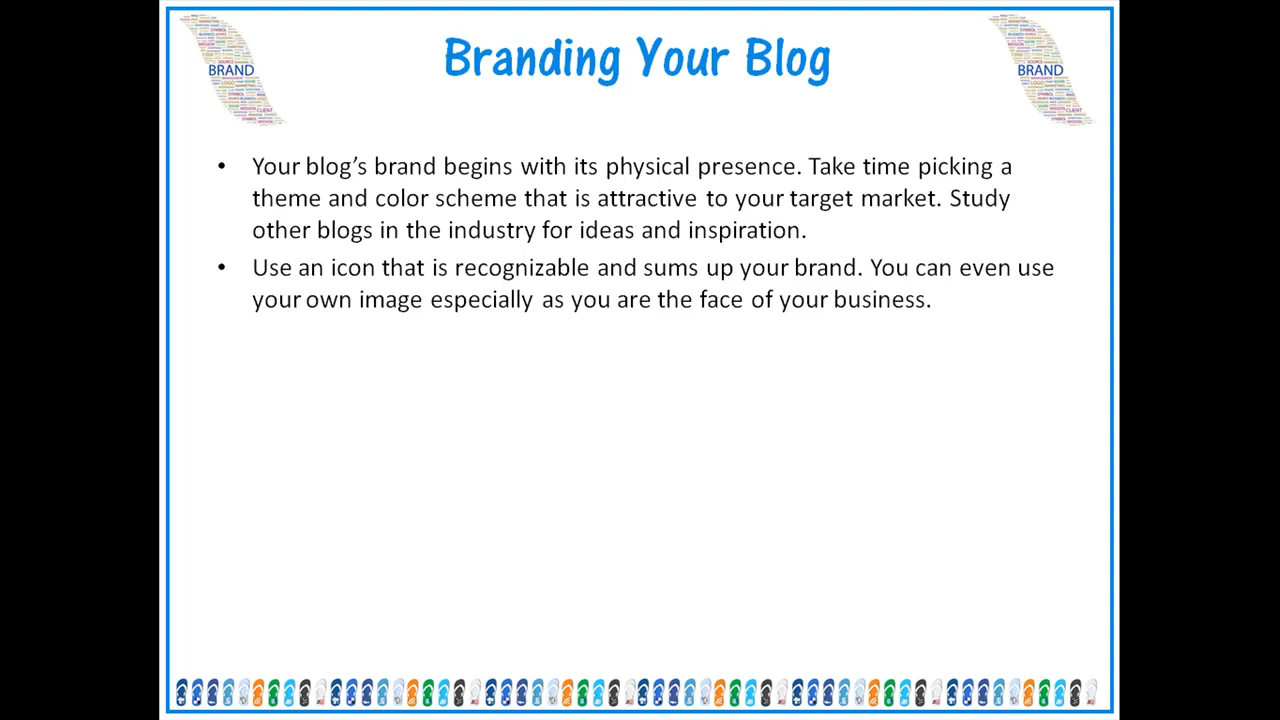 Branding Your Blog
BRAND
BRAND
• Your blog’s brand begins with its physical presence. Take time picking a
theme and color scheme that is attractive to your target market. Study
other blogs in the industry for ideas and inspiration.
• Use an icon that is recognizable and sums up your brand. You can even use
your own image especially as you are the face of your business.